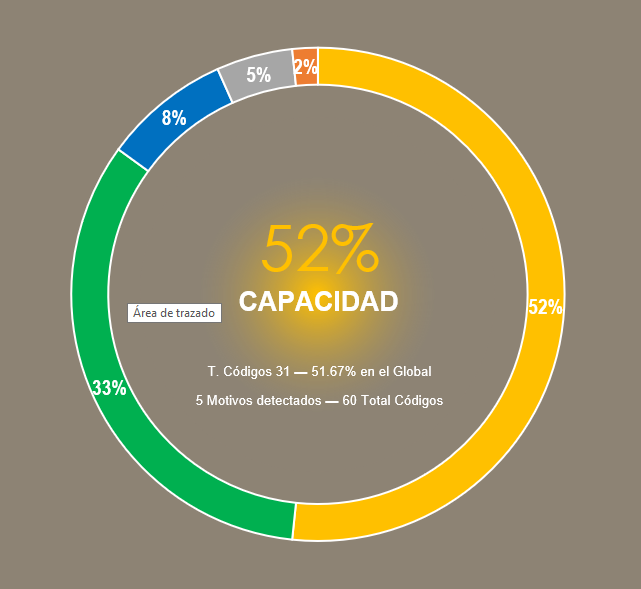 5%
2%
8%
52%
CAPACIDAD
52%
Área de trazado
T. Códigos 31 — 51.67% en el Global
33%
5 Motivos detectados — 60 Total Códigos